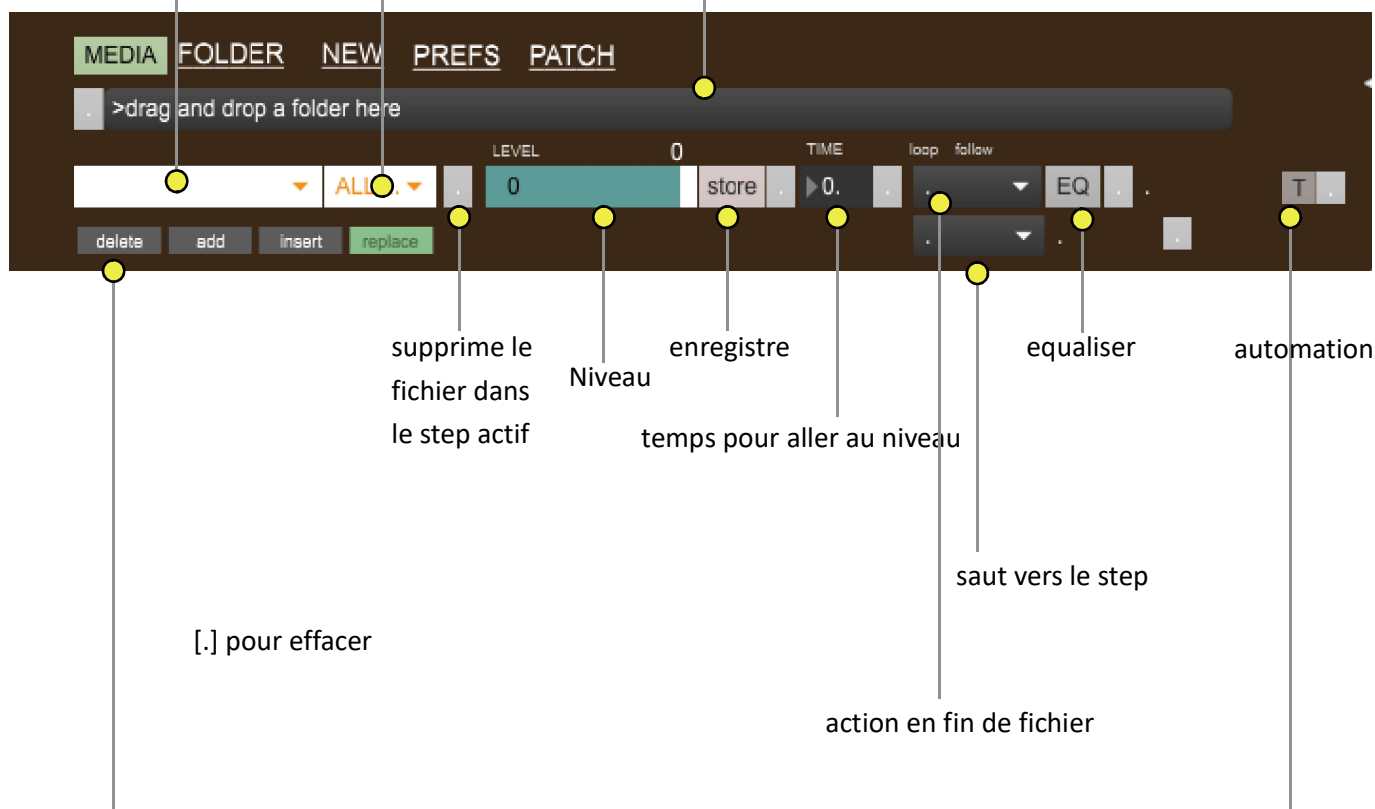 MEDIA FOLDER NEW PREFS PATCH
. >drag and drop a folder here
LEVEL 0 TIME loop follow
ALL . . 0 store . 0. . . EQ . . T .
delete add insert replace . . .
supprime le
fichier dans
le step actif
Niveau
enregistre
temps pour aller au niveau
equaliser
automation
saut vers le step
[.] pour effacer
action en fin de fichier